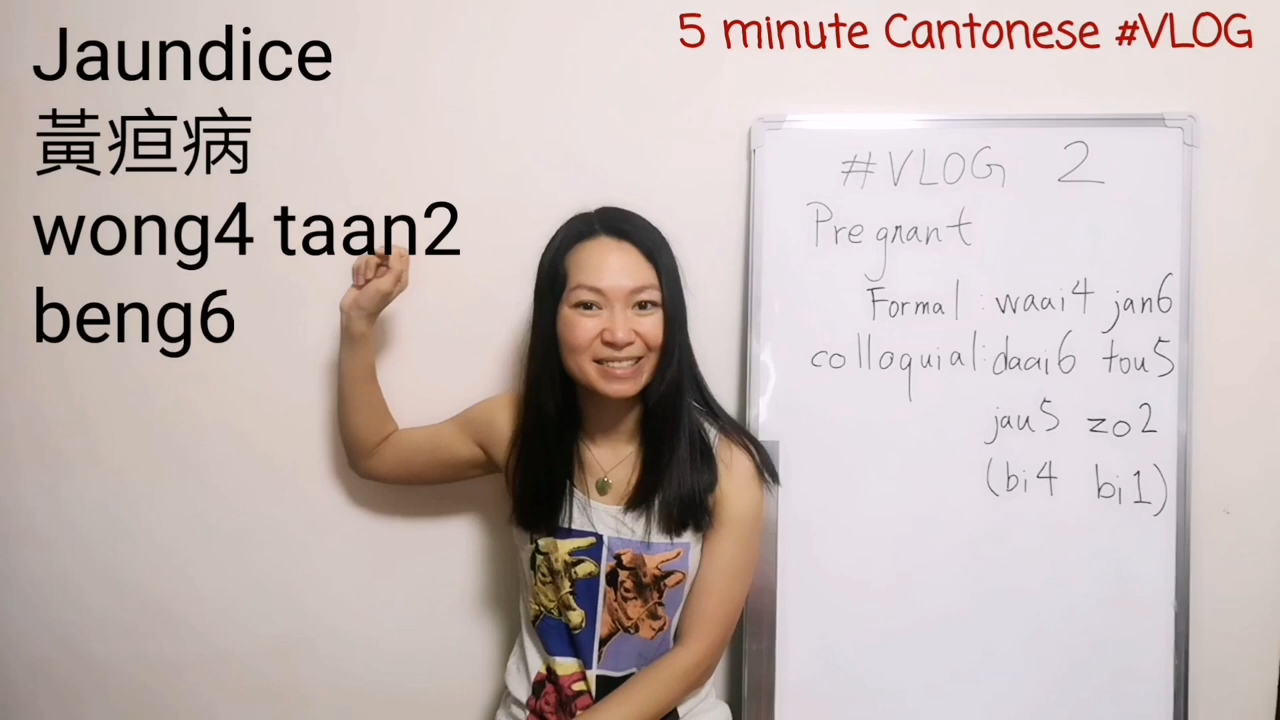 5 minute Cantonese #VLOG
Jaundice
黃疸病
wong4 taan2
beng6
#VLOG 2
Pregnant
Formal : waai4 jan6
colloquial: daai6 tou5
jau5 zo2
(bi4 bi1)